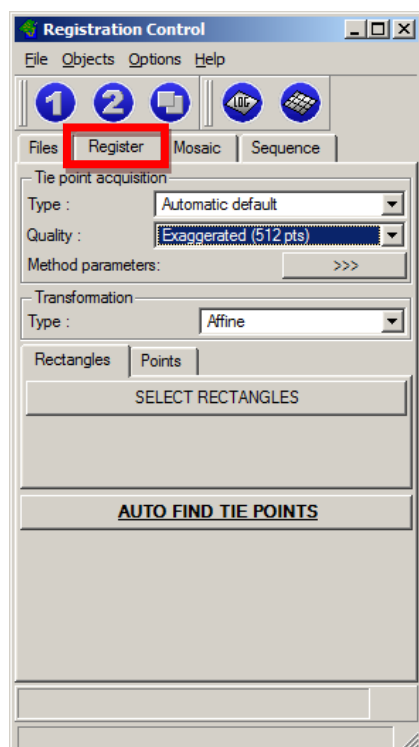 Registration Control
File Objects Options Help
1 2 LOG
Files Register Mosaic Sequence
Tie point acquisition
Type : Automatic default
Quality : Exaggerated (512 pts)
Method parameters: >>>
Transformation
Type : Affine
Rectangles Points
SELECT RECTANGLES
AUTO FIND TIE POINTS